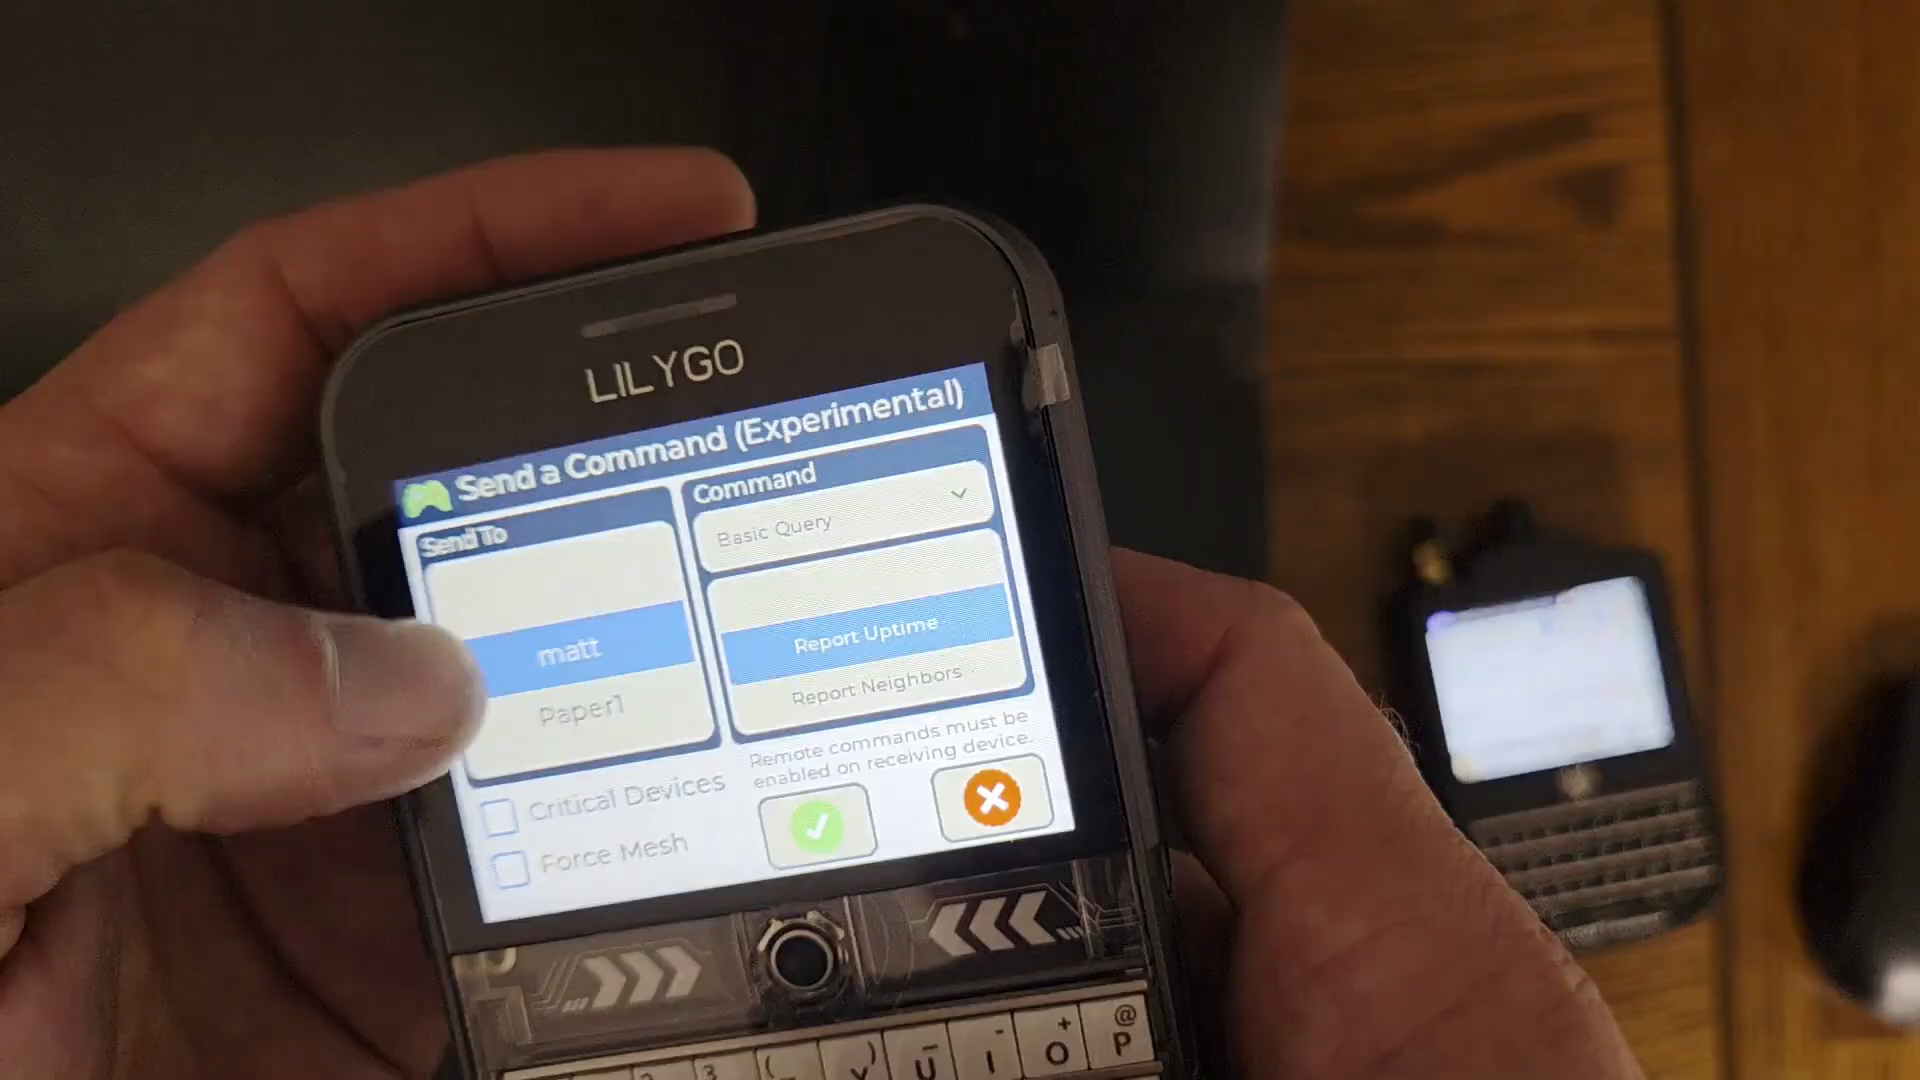 LILYGO
Send a Command (Experimental)
Send To
matt
Paper1
Critical Devices
Force Mesh
Command
Basic Query
Report Uptime
Report Neighbors
Remote commands must be
enabled on receiving device.
_ - + @
U I O P